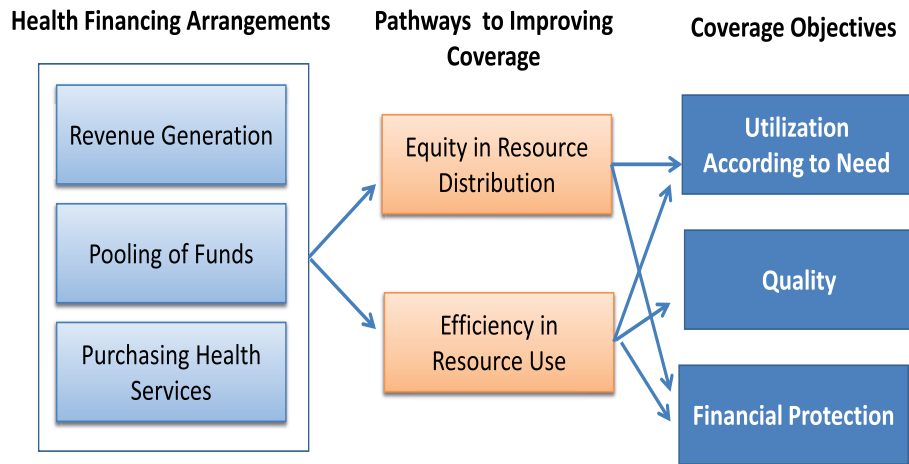 Health Financing Arrangements
Pathways to Improving
Coverage
Coverage Objectives
Revenue Generation
Pooling of Funds
Purchasing Health
Services
Equity in Resource
Distribution
Efficiency in
Resource Use
Utilization
According to Need
Quality
Financial Protection